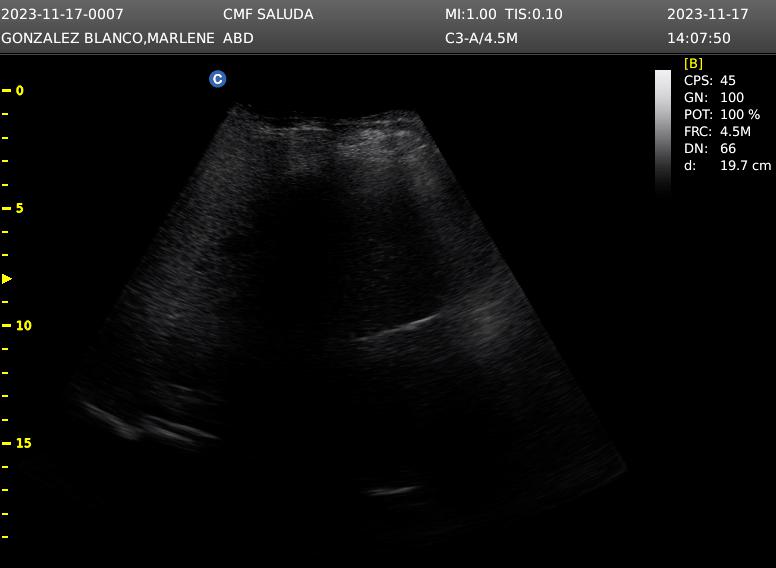 2023-11-17-0007 CMF SALUDA MI:1.00 TIS:0.10 2023-11-17
GONZALEZ BLANCO,MARLENE ABD C3-A/4.5M 14:07:50
[B]
CPS: 45
GN: 100
POT: 100 %
FRC: 4.5M
DN: 66
d: 19.7 cm
C
0
5
10
15